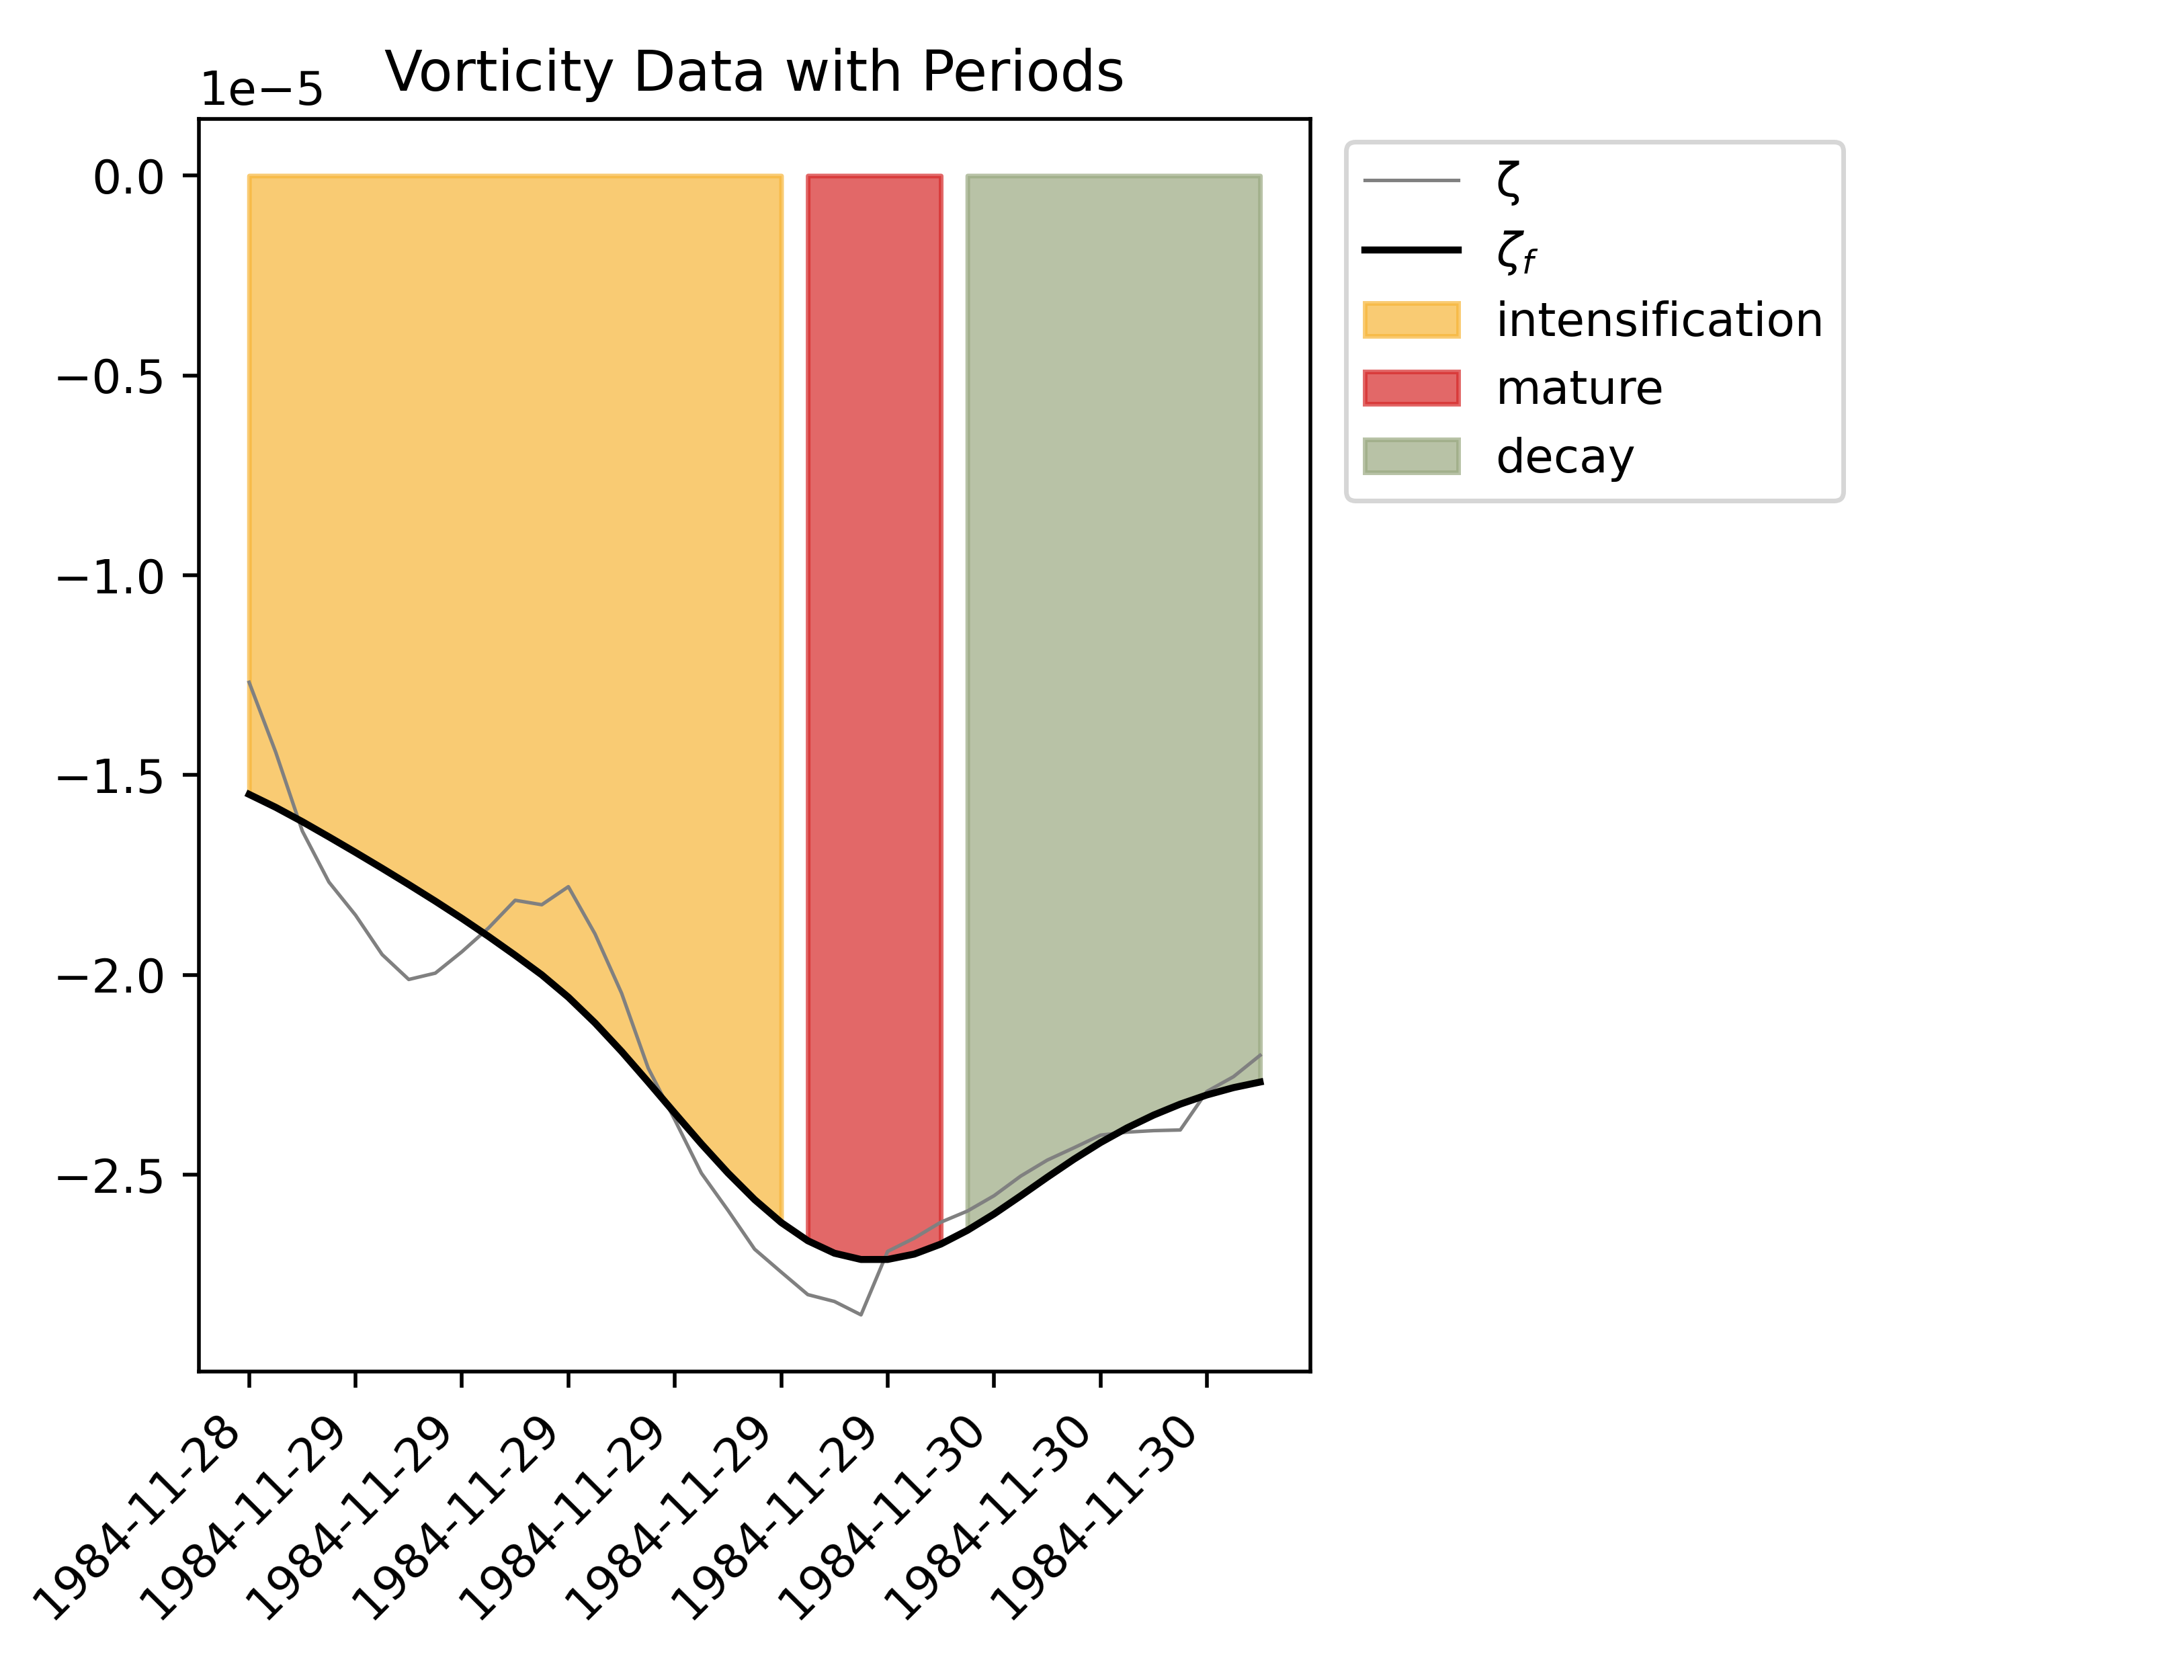 Vorticity Data with Periods
1e−5
0.0
−0.5
−1.0
−1.5
−2.0
−2.5
1984-11-28
1984-11-29
1984-11-29
1984-11-29
1984-11-29
1984-11-29
1984-11-29
1984-11-30
1984-11-30
1984-11-30
ζ
ζf
intensification
mature
decay